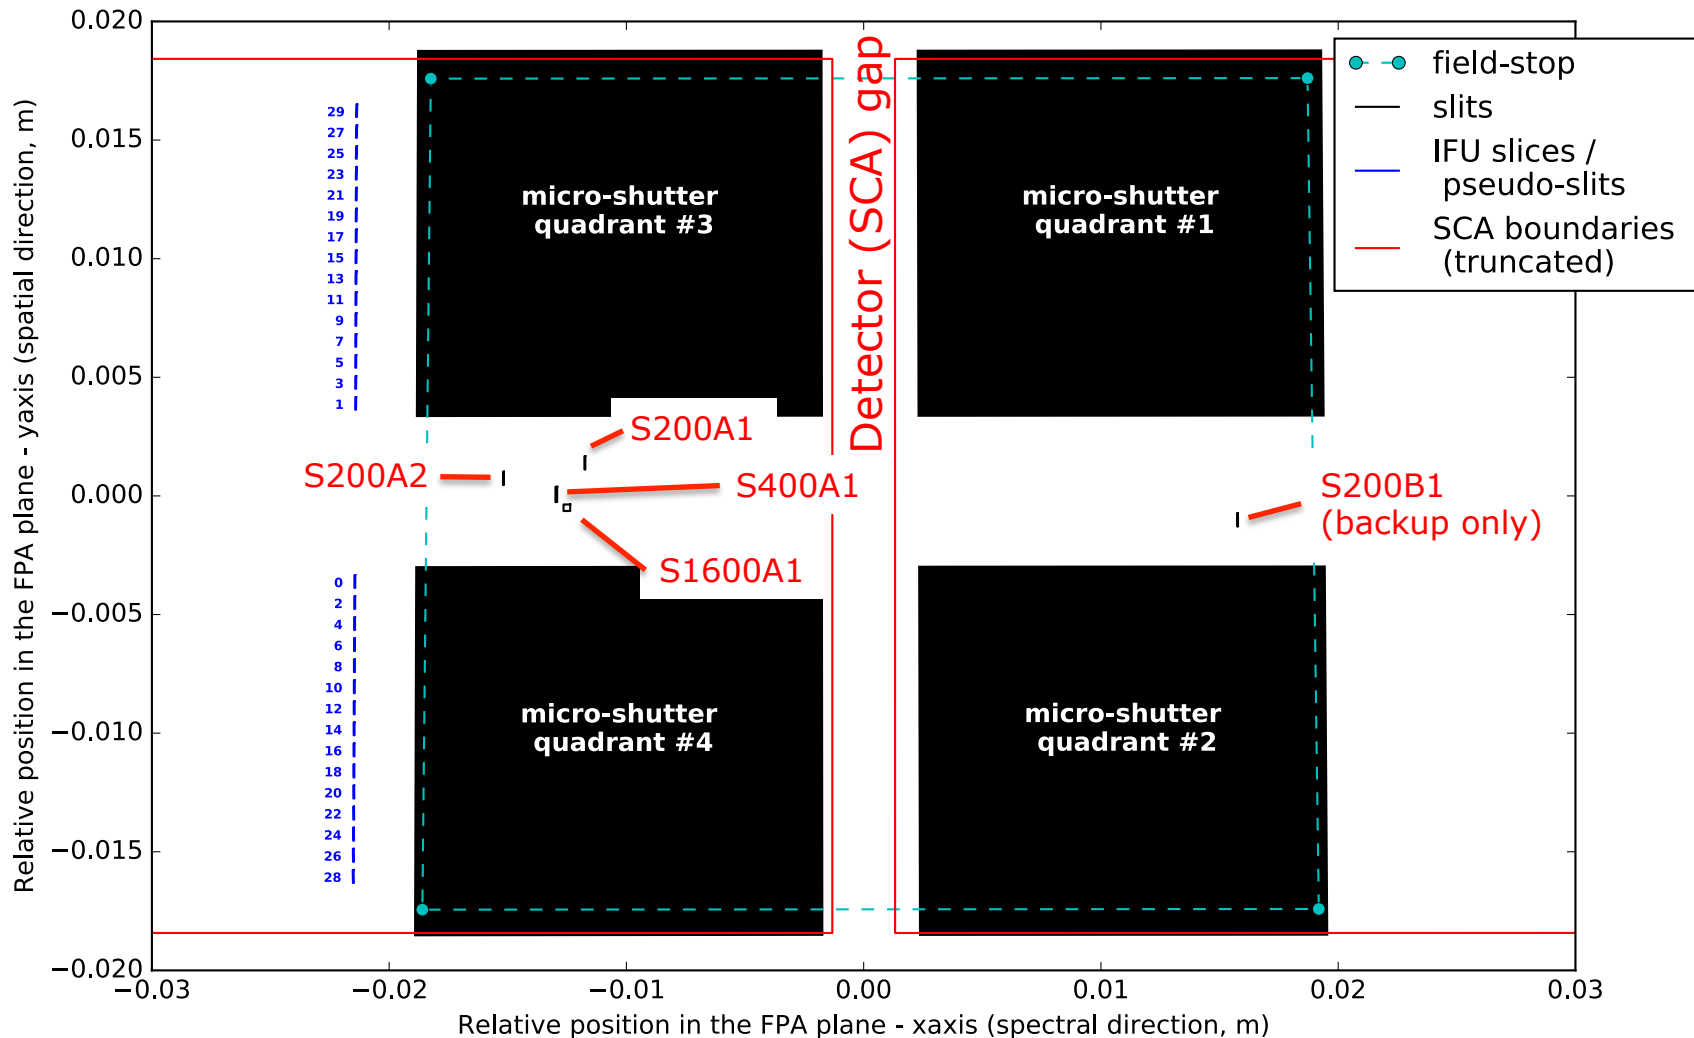 0.020
0.015
0.010
0.005
0.000
−0.005
−0.010
−0.015
−0.020
Relative position in the FPA plane - yaxis (spatial direction, m)
29
27
25
23
21
19
17
15
13
11
9
7
5
3
1
0
2
4
6
8
10
12
14
16
18
20
22
24
26
28
micro-shutter
quadrant #3
micro-shutter
quadrant #1
Detector (SCA) gap
field-stop
slits
IFU slices /
pseudo-slits
SCA boundaries
(truncated)
S200A1
S200A2
S400A1
S1600A1
S200B1
(backup only)
micro-shutter
quadrant #4
micro-shutter
quadrant #2
−0.03
−0.02
−0.01
0.00
0.01
0.02
0.03
Relative position in the FPA plane - xaxis (spectral direction, m)